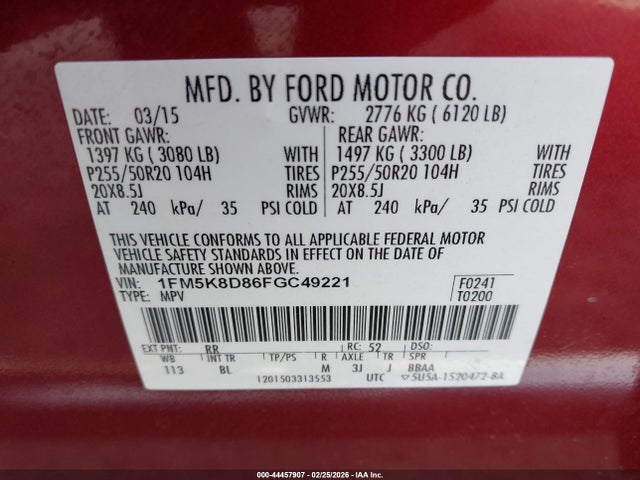 MFD. BY FORD MOTOR CO.
DATE: 03/15 GVWR: 2776 KG ( 6120 LB)
FRONT GAWR: REAR GAWR:
1397 KG ( 3080 LB) WITH 1497 KG ( 3300 LB) WITH
P255/50R20 104H TIRES P255/50R20 104H TIRES
20X8.5J RIMS 20X8.5J RIMS
AT 240 kPa/ 35 PSI COLD AT 240 kPa/ 35 PSI COLD
THIS VEHICLE CONFORMS TO ALL APPLICABLE FEDERAL MOTOR
VEHICLE SAFETY STANDARDS IN EFFECT ON THE DATE OF
MANUFACTURE SHOWN ABOVE.
VIN: 1FM5K8D86FGC49221 F0241
TYPE: MPV T0200
EXT PNT: RR RC: 52 DSO:
WB INT TR TP/PS R AXLE TR SPR
113 BL M 3J J BBAA
1201503313553 UTC 5U5A-1520472-BA
000-44457907 - 02/25/2026 - IAAI, Inc.